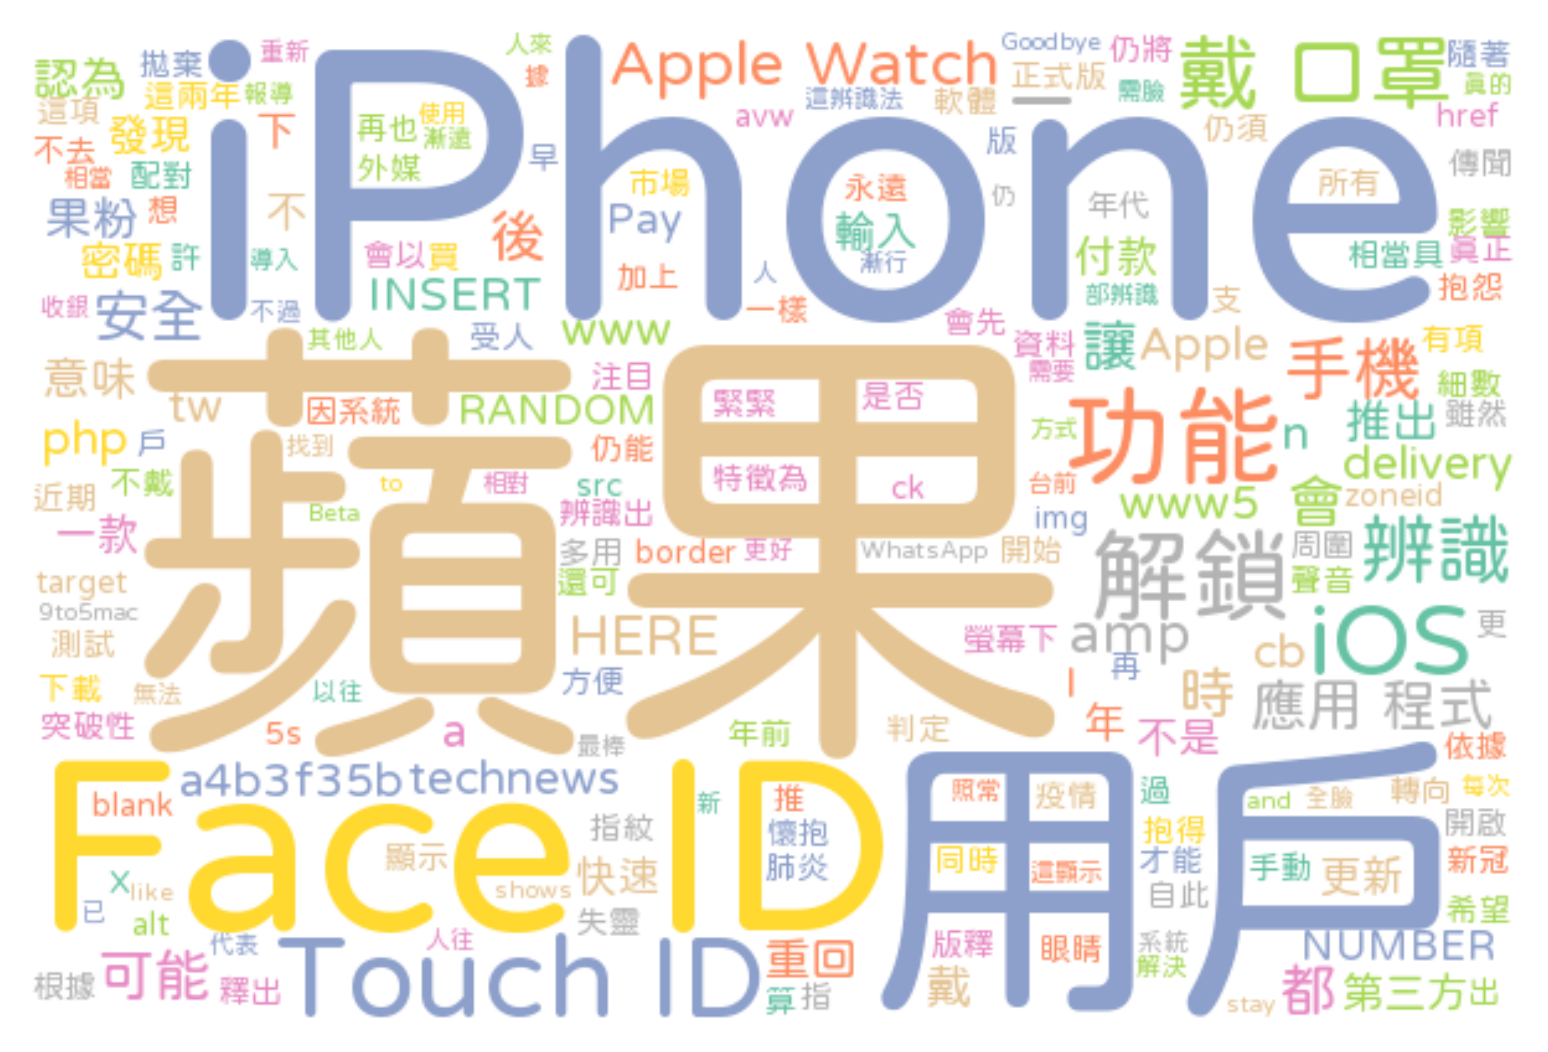 認為 拋棄 重新 iPhone 人來 Apple Watch Goodbye 仍將 戴 口罩 隨著
據 正式版 需臉 真的
這項 這兩年 報導 再也 使用 avw 這辨識法 軟體 仍須 href
不去 發現 下 漸遠 外媒 早 版 傳聞
相當 配對 市場 永遠 仍 所有
果粉 想 不 後 Pay 輸入 年代 影響
密碼 許 導入 會以 買 加上 人 漸行 付款 相當具 真正
收銀 安全 不過 INSERT 一樣 部辨識 支 抱怨
其他人 受人 www 會先 資料 讓 Apple 手機 有項
意味 蘋果 注目 緊緊 是否 需要 細數
tw 因系統 RANDOM 功能 推出 雖然
php 戶 找到 仍能 方式 n
近期 不戴 to 相對 src 特徵為 ck 台前 delivery
一款 Beta 辨識出 img www5 會 zoneid
多用 border 更好 WhatsApp 開始 解鎖 周圍 辨識
target 還可 聲音
9to5mac HERE amp iOS 更
測試 螢幕下 cb
下載 無法 以往 方便 再 時 應用 程式
突破性 5s a 最棒 年前 判定 l 年 不是 依據
Face ID a4b3f35b technews 用戶 轉向 每次
blank 新 推 照常 疫情 過 and 全臉 開啟
指紋 懷抱 抱得
顯示 快速 肺炎 同時 這顯示 才能 手動 更新 新冠
x like shows 自此 希望
已 alt 失靈
代表 人往 Touch ID 重回 版釋 眼睛 系統 NUMBER
根據 可能 釋出 算 指 戴 解決 stay 都 第三方 出